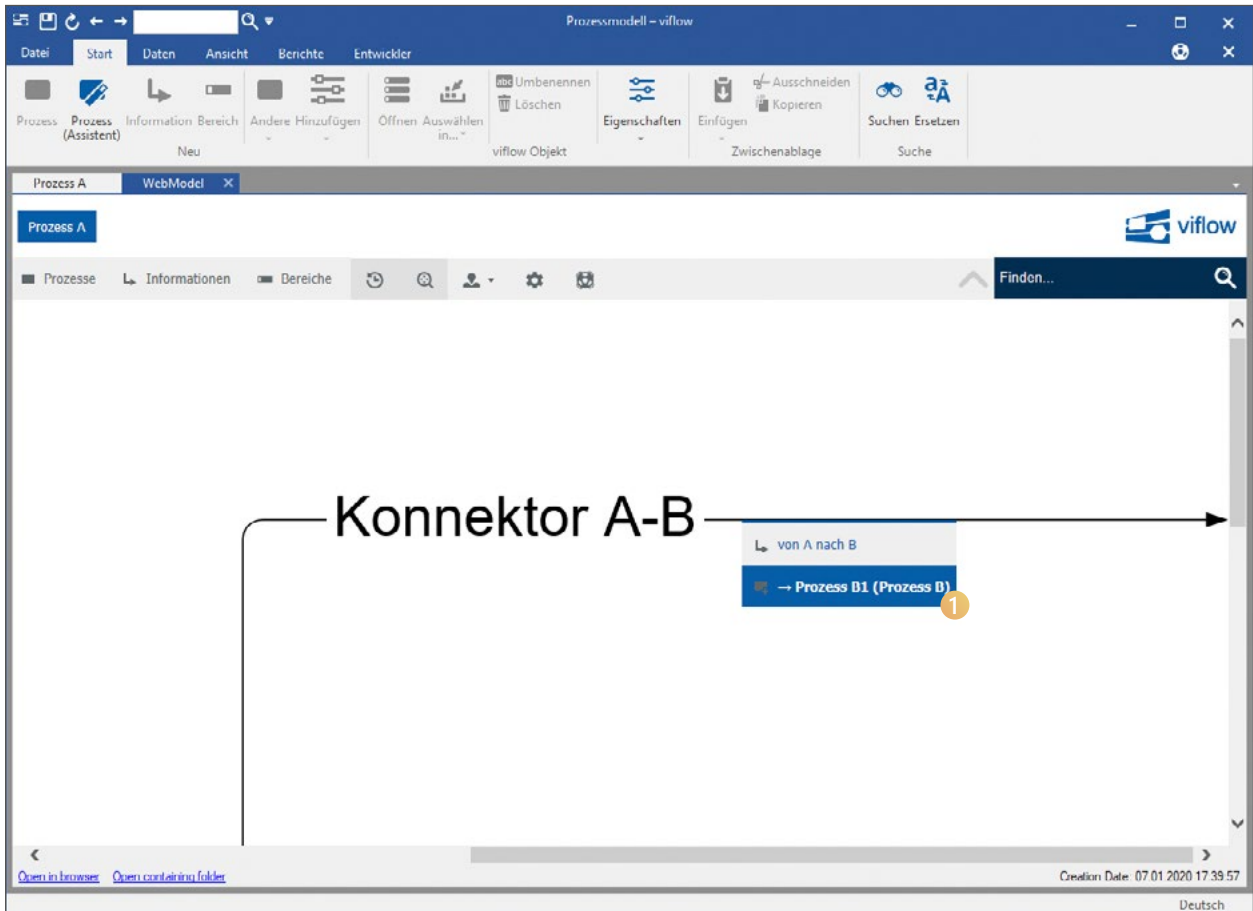 Prozessmodell – viflow
Datei Start Daten Ansicht Berichte Entwickler
Prozess Prozess (Assistent) Information Bereich Andere Hinzufügen Öffnen Auswählen in... Umbenennen Löschen Eigenschaften Einfügen Ausschneiden Kopieren Suchen Ersetzen
Neu viflow Objekt Zwischenablage Suche
Prozess A WebModel
Prozess A viflow
Prozesse Informationen Bereiche Finden...
Konnektor A-B
von A nach B
→ Prozess B1 (Prozess B)
1
Open in browser Open containing folder Creation Date: 07.01.2020 17:39:57
Deutsch